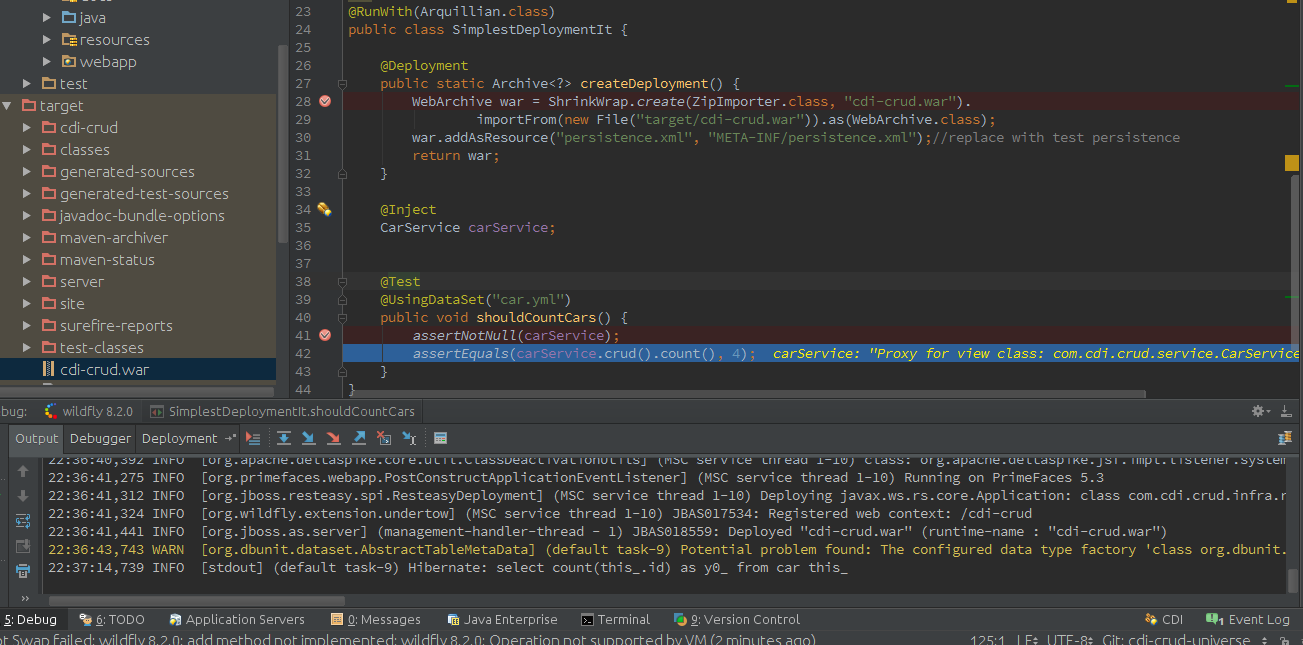 java
resources
webapp
test
target
cdi-crud
classes
generated-sources
generated-test-sources
javadoc-bundle-options
maven-archiver
maven-status
server
site
surefire-reports
test-classes
cdi-crud.war
23 @RunWith(Arquillian.class)
24 public class SimplestDeploymentIt {
25
26 @Deployment
27 public static Archive<?> createDeployment() {
28 WebArchive war = ShrinkWrap.create(ZipImporter.class, "cdi-crud.war").
29 importFrom(new File("target/cdi-crud.war")).as(WebArchive.class);
30 war.addAsResource("persistence.xml", "META-INF/persistence.xml");//replace with test persistence
31 return war;
32 }
33
34 @Inject
35 CarService carService;
36
37
38 @Test
39 @UsingDataSet("car.yml")
40 public void shouldCountCars() {
41 assertNotNull(carService);
42 assertEquals(carService.crud().count(), 4); carService: "Proxy for view class: com.cdi.crud.service.CarService
43 }
44 }
bug: wildfly 8.2.0 SimplestDeploymentIt.shouldCountCars
Output Debugger Deployment
22:36:40,392 INFO [org.apache.deltaspike.core.util.ClassDeactivationUtils] (MSC service thread 1-10) class: org.apache.deltaspike.jsf.impl.listener.system
22:36:41,275 INFO [org.primefaces.webapp.PostConstructApplicationEventListener] (MSC service thread 1-10) Running on PrimeFaces 5.3
22:36:41,312 INFO [org.jboss.resteasy.spi.ResteasyDeployment] (MSC service thread 1-10) Deploying javax.ws.rs.core.Application: class com.cdi.crud.infra.r
22:36:41,324 INFO [org.wildfly.extension.undertow] (MSC service thread 1-10) JBAS017534: Registered web context: /cdi-crud
22:36:41,441 INFO [org.jboss.as.server] (management-handler-thread - 1) JBAS018559: Deployed "cdi-crud.war" (runtime-name : "cdi-crud.war")
22:36:43,743 WARN [org.dbunit.dataset.AbstractTableMetaData] (default task-9) Potential problem found: The configured data type factory 'class org.dbunit.
22:37:14,739 INFO [stdout] (default task-9) Hibernate: select count(this_.id) as y0_ from car this_
5: Debug 6: TODO Application Servers 0: Messages Java Enterprise Terminal 9: Version Control CDI 1 Event Log
ot Swap failed: wildfly 8.2.0: add method not implemented; wildfly 8.2.0: Operation not supported by VM (2 minutes ago) 125:1 LF UTF-8 Git: cdi-crud-universe